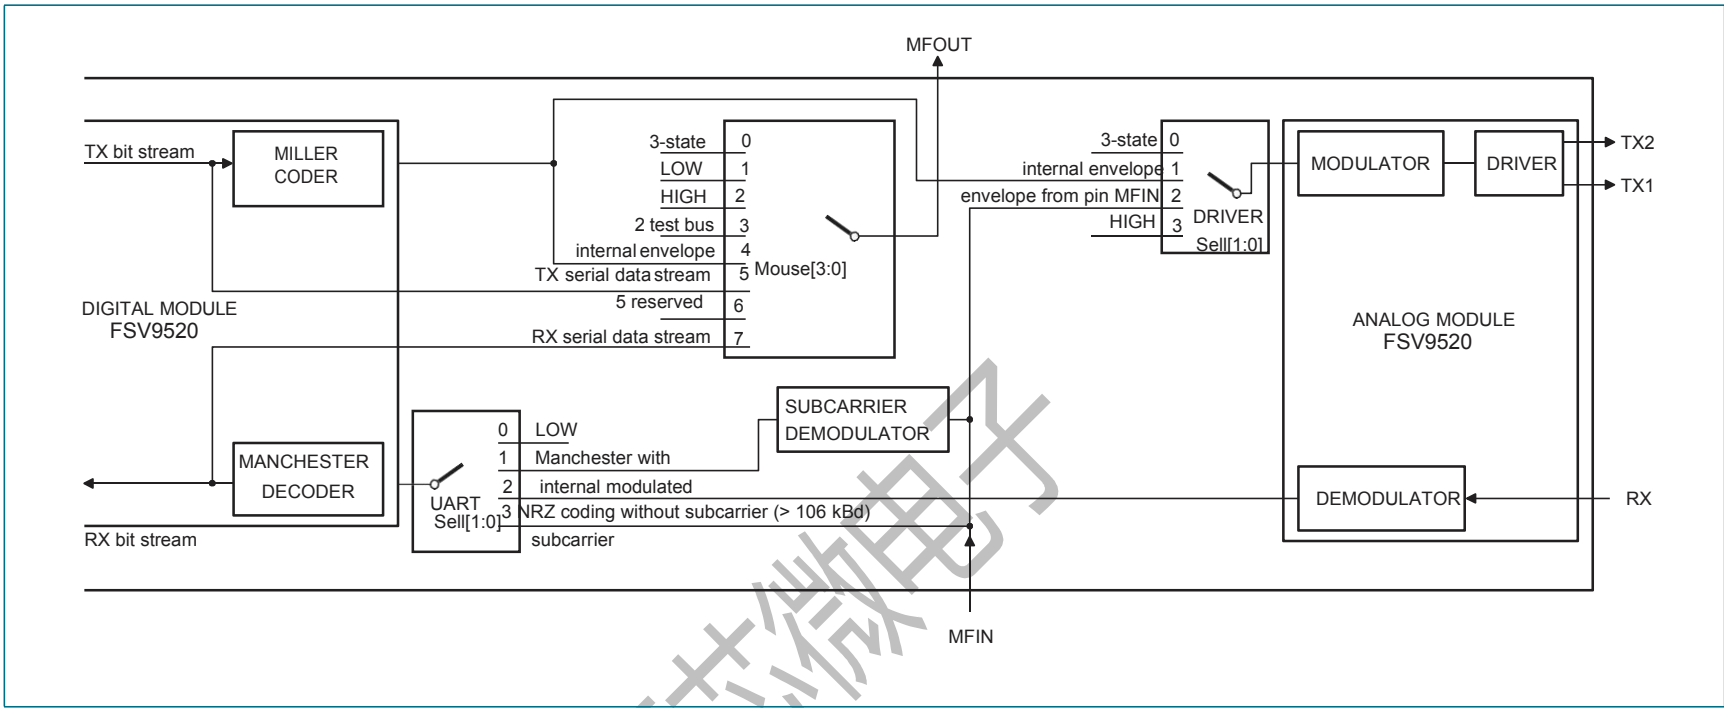 MFOUT
TX bit stream
MILLER
CODER
3-state 0
LOW 1
HIGH 2
2 test bus 3
internal envelope 4
TX serial data stream 5
5 reserved 6
RX serial data stream 7
Mouse[3:0]
3-state 0
internal envelope 1
envelope from pin MFIN 2
HIGH 3
DRIVER
Sell[1:0]
MODULATOR
DRIVER
TX2
TX1
DIGITAL MODULE
FSV9520
ANALOG MODULE
FSV9520
MANCHESTER
DECODER
RX bit stream
UART
Sell[1:0]
0 LOW
1 Manchester with
2 internal modulated
3 NRZ coding without subcarrier (> 106 kBd)
subcarrier
SUBCARRIER
DEMODULATOR
DEMODULATOR
RX
MFIN
芯微电子